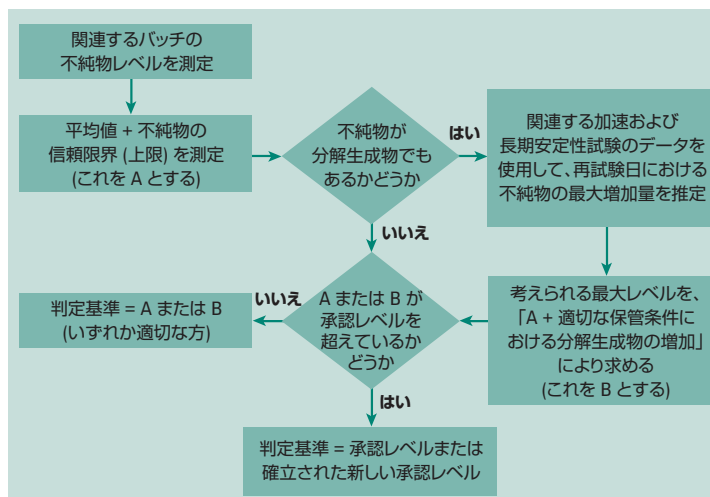 関連するバッチの
不純物レベルを測定
平均値 + 不純物の
信頼限界 (上限) を測定
(これを A とする)
不純物が
分解生成物でも
あるかどうか
はい
関連する加速および
長期安定性試験のデータを
使用して、再試験日における
不純物の最大増加量を推定
いいえ
考えられる最大レベルを、
「A + 適切な保管条件に
おける分解生成物の増加」
により求める
(これを B とする)
A または B が
承認レベルを
超えているか
どうか
いいえ
判定基準 = A または B
(いずれか適切な方)
はい
判定基準 = 承認レベルまたは
確立された新しい承認レベル